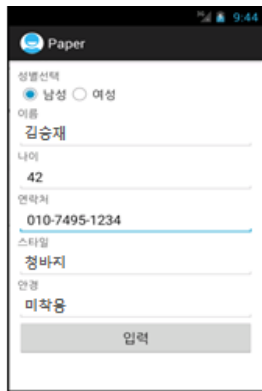 9:44
Paper
성별선택
남성 여성
이름
김승재
나이
42
연락처
010-7495-1234
스타일
청바지
안경
미착용
입력